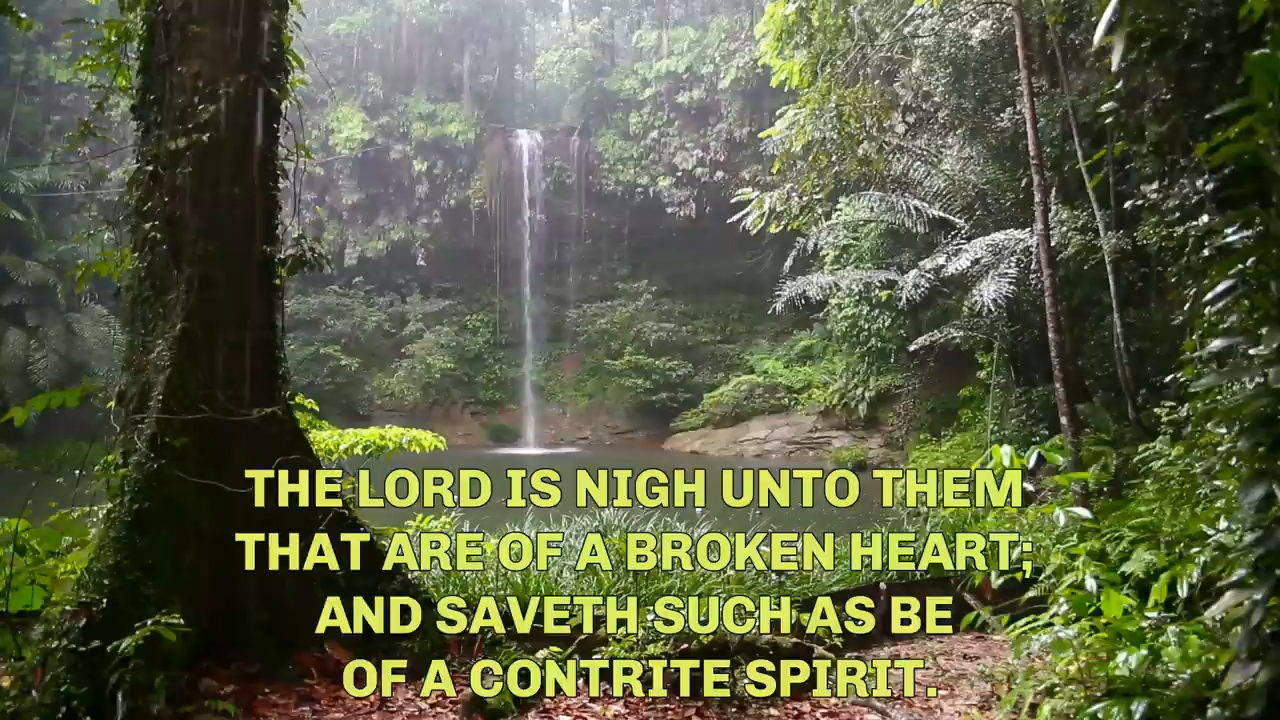 THE LORD IS NIGH UNTO THEM
THAT ARE OF A BROKEN HEART;
AND SAVETH SUCH AS BE
OF A CONTRITE SPIRIT.